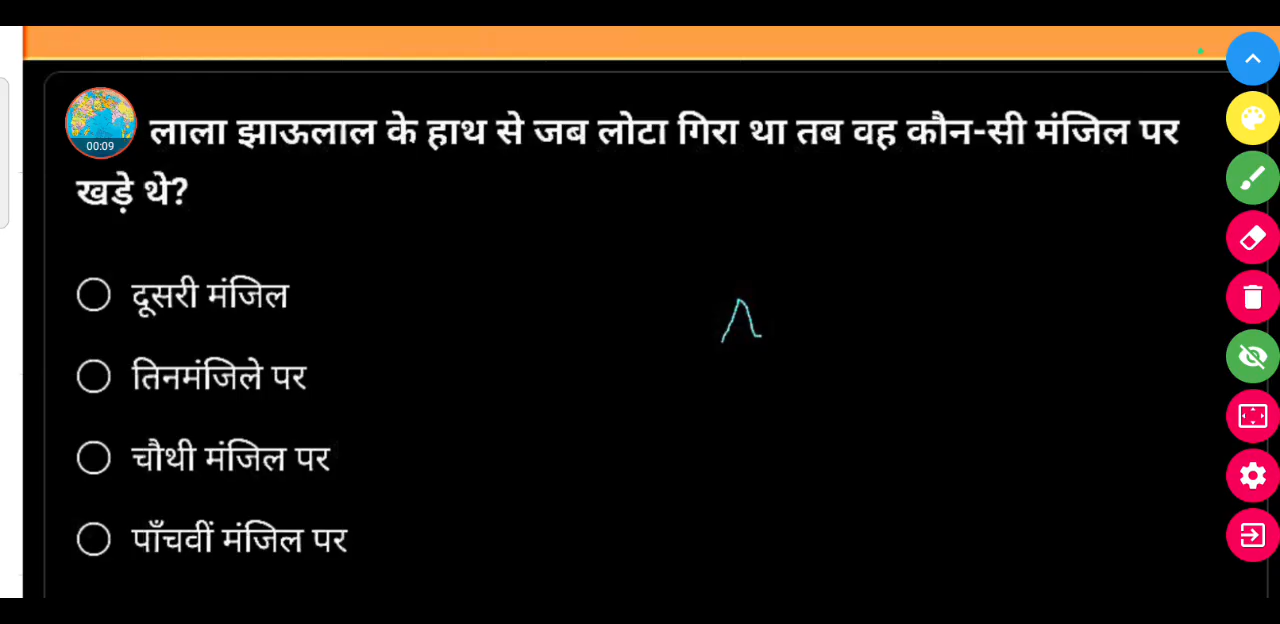 लाला झाऊलाल के हाथ से जब लोटा गिरा था तब वह कौन-सी मंजिल पर
00:09
खड़े थे?
दूसरी मंजिल
तिनमंजिले पर
चौथी मंजिल पर
पाँचवीं मंजिल पर